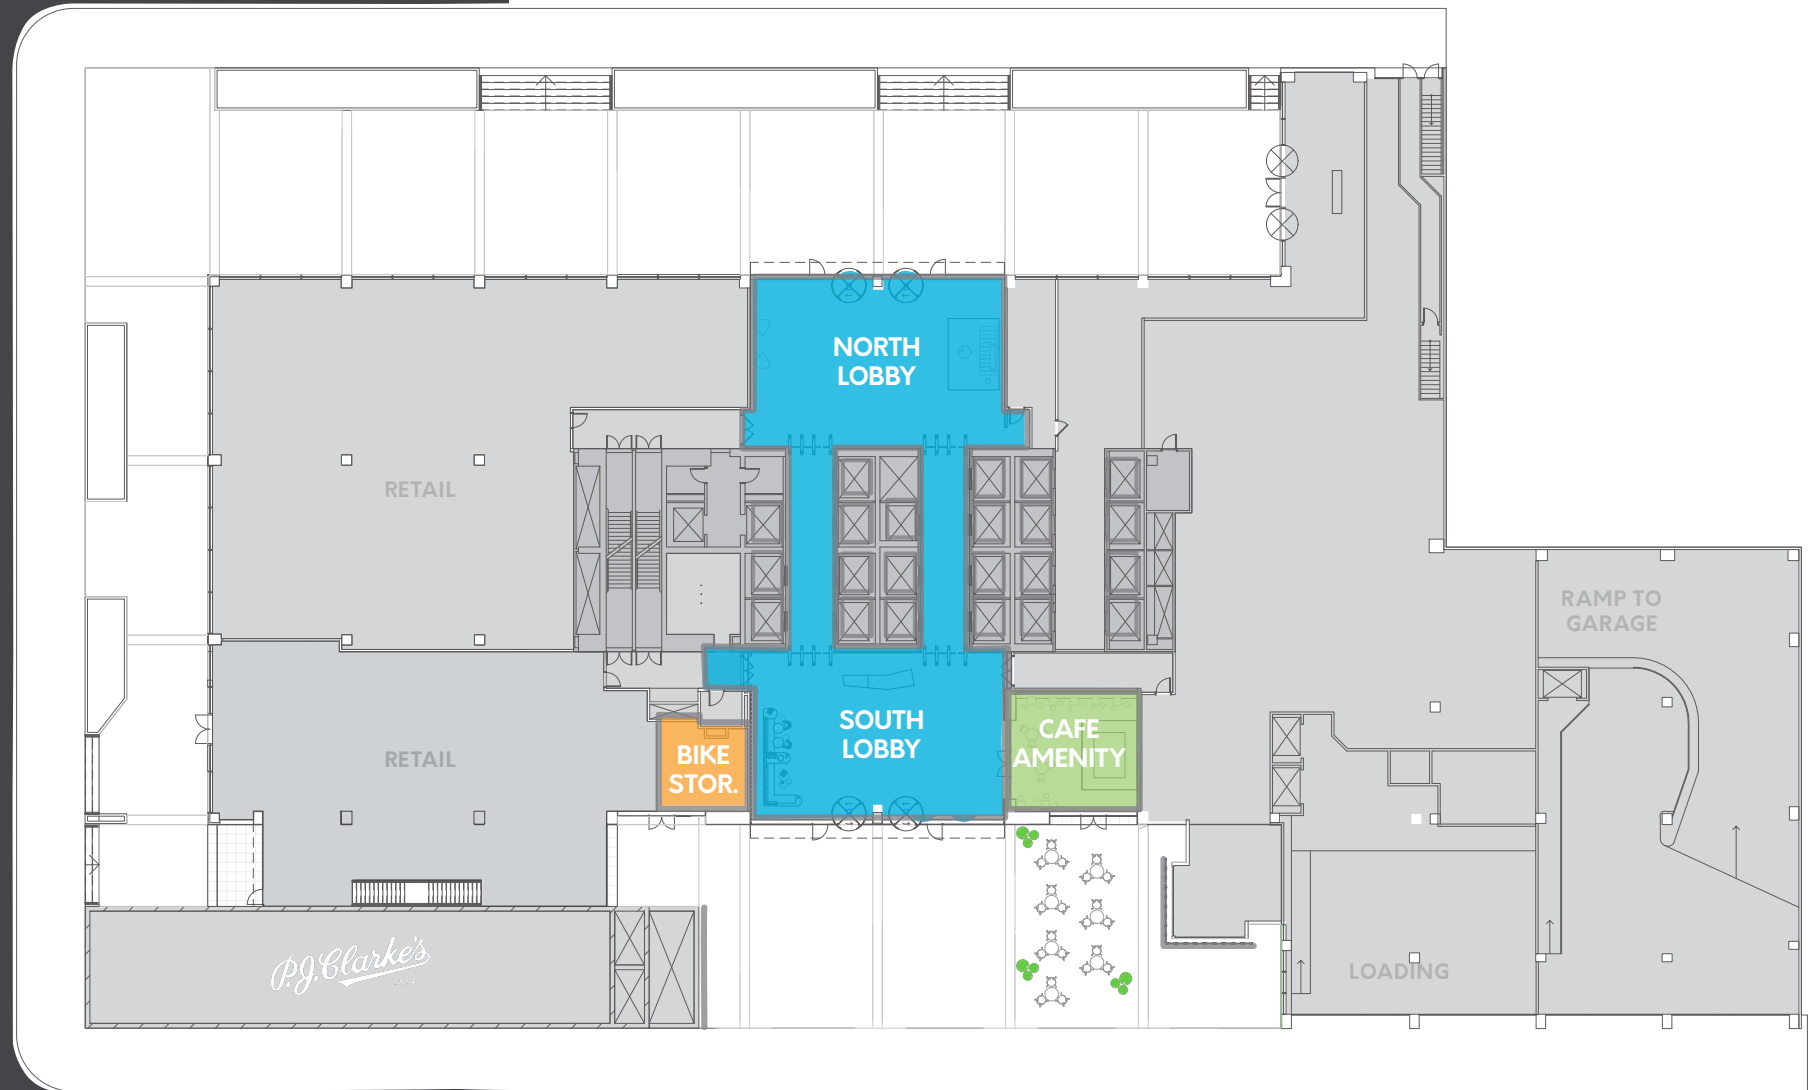 NORTH
LOBBY
RETAIL
RAMP TO
GARAGE
SOUTH
LOBBY
CAFE
AMENITY
BIKE
STOR.
RETAIL
P.J. Clarke's
LOADING